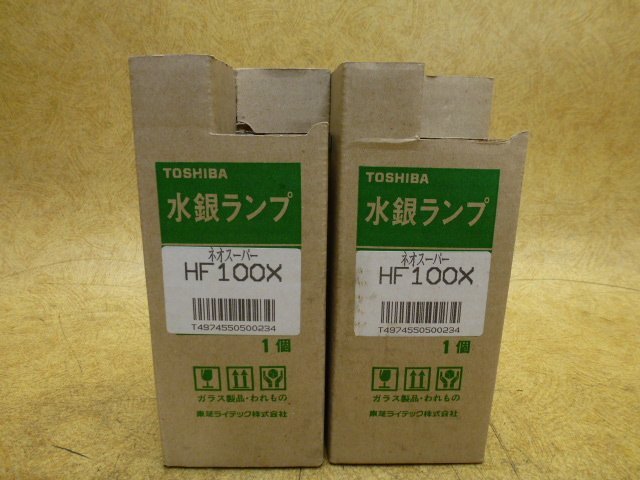 TOSHIBA
水銀ランプ
ネオスーパー
HF100X
T4974550500234
1個
ガラス製品・われもの
東芝ライテック株式会社
TOSHIBA
水銀ランプ
ネオスーパー
HF100X
T4974550500234
1個
ガラス製品・われもの
東芝ライテック株式会社